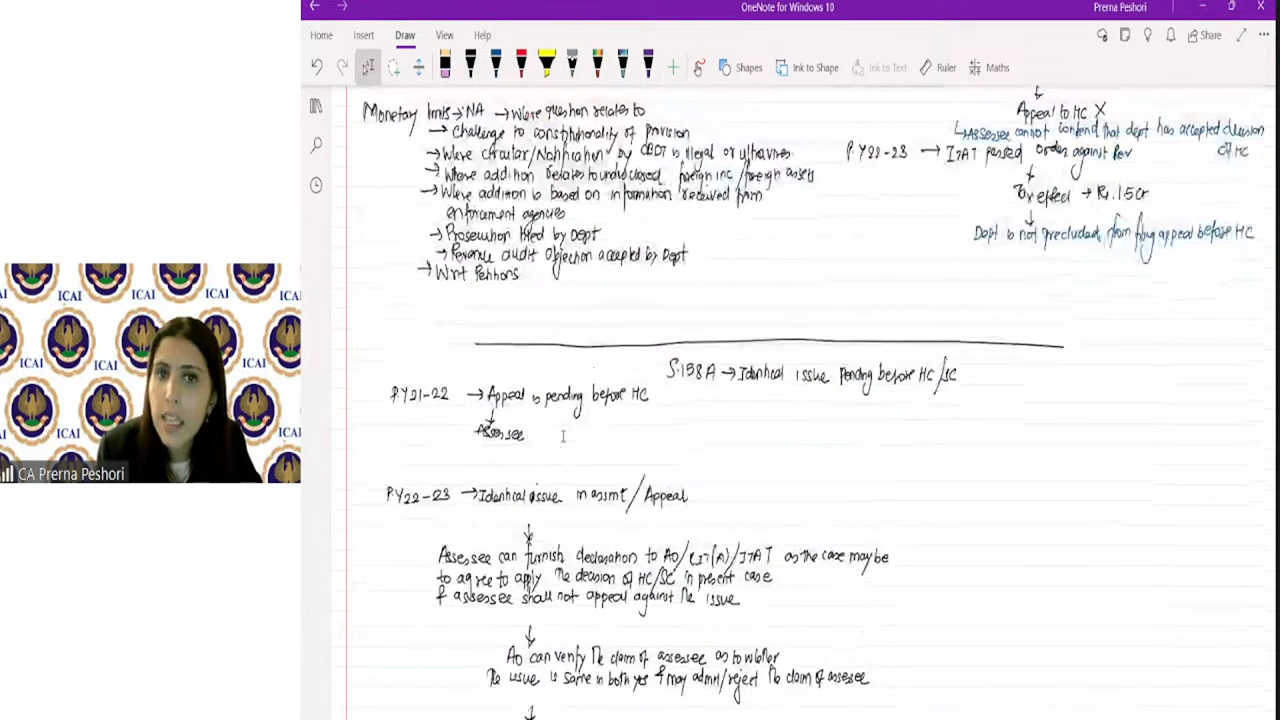 OneNote for Windows 10
Prerna Peshori
Home Insert Draw View Help
Share
Shapes
Ink to Shape
Ink to Text
Ruler
Maths
Monetary limits → NA → Where question relates to
→ Challenge to constitutionality of provision
→ Where circular/Notification by CBDT is illegal or ultravires
→ Where addition relates to undisclosed foreign inc/foreign assets
→ Where addition is based on information received from
enforcement agencies
→ Prosecution filed by Dept
→ Revenue audit objection accepted by Dept
→ Writ Petitions
Appeal to HC X
↳ Assessee cannot contend that dept has accepted decision
of HC
P.Y22-23 → ITAT passed order against Rev
Tax effect → Rs. 1.5 cr
Dept is not precluded from filing appeal before HC
S.158A → Identical issue pending before HC/SC
P.Y21-22 → Appeal is pending before HC
Assessee
P.Y22-23 → Identical issue in assmt/Appeal
Assessee can furnish declaration to AO/CIT(A)/ITAT as the case may be
to agree to apply the decision of HC/SC in present case
& assessee shall not appeal against the issue
AO can verify the claim of assessee as to whether
The issue is same in both yrs & may admit/reject the claim of assessee
ICAI
ICAI
ICAI
ICAI
CA Prerna Peshori